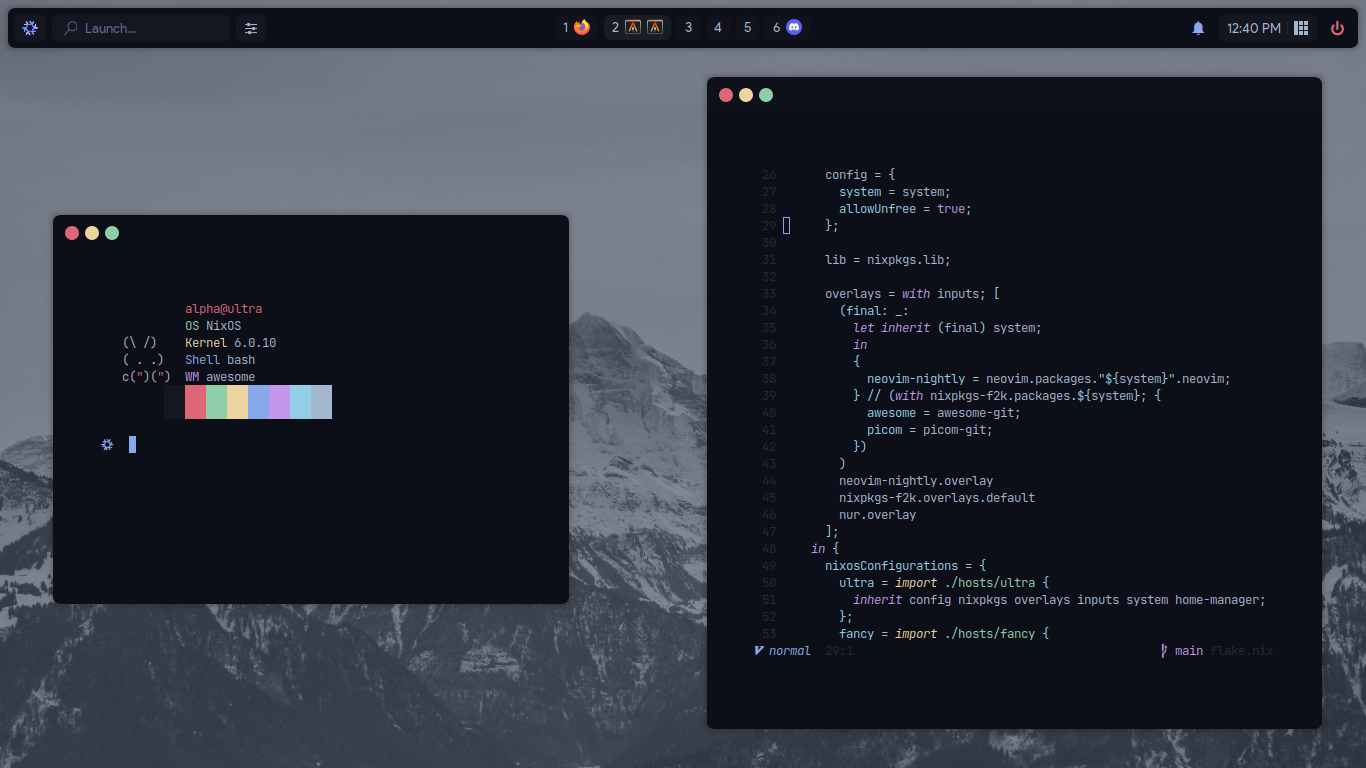 Launch...
1 2 3 4 5 6
12:40 PM
alpha@ultra
OS NixOS
(\ /) Kernel 6.0.10
( . .) Shell bash
c(")(") WM awesome
26 config = {
27 system = system;
28 allowUnfree = true;
29 };
30
31 lib = nixpkgs.lib;
32
33 overlays = with inputs; [
34 (final: _:
35 let inherit (final) system;
36 in
37 {
38 neovim-nightly = neovim.packages."${system}".neovim;
39 } // (with nixpkgs-f2k.packages.${system}; {
40 awesome = awesome-git;
41 picom = picom-git;
42 })
43 )
44 neovim-nightly.overlay
45 nixpkgs-f2k.overlays.default
46 nur.overlay
47 ];
48 in {
49 nixosConfigurations = {
50 ultra = import ./hosts/ultra {
51 inherit config nixpkgs overlays inputs system home-manager;
52 };
53 fancy = import ./hosts/fancy {
normal 29:1 main flake.nix